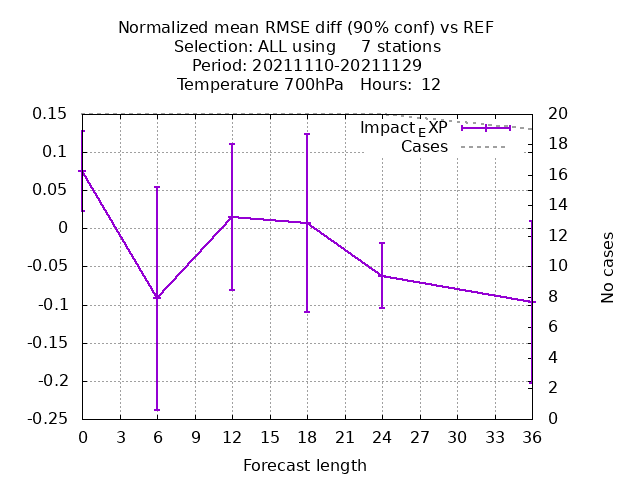 Normalized mean RMSE diff (90% conf) vs REF
Selection: ALL using 7 stations
Period: 20211110-20211129
Temperature 700hPa Hours: 12
Impact_EXP
Cases
0.15
0.1
0.05
0
-0.05
-0.1
-0.15
-0.2
-0.25
20
18
16
14
12
10
8
6
4
2
0
No cases
0 3 6 9 12 15 18 21 24 27 30 33 36
Forecast length